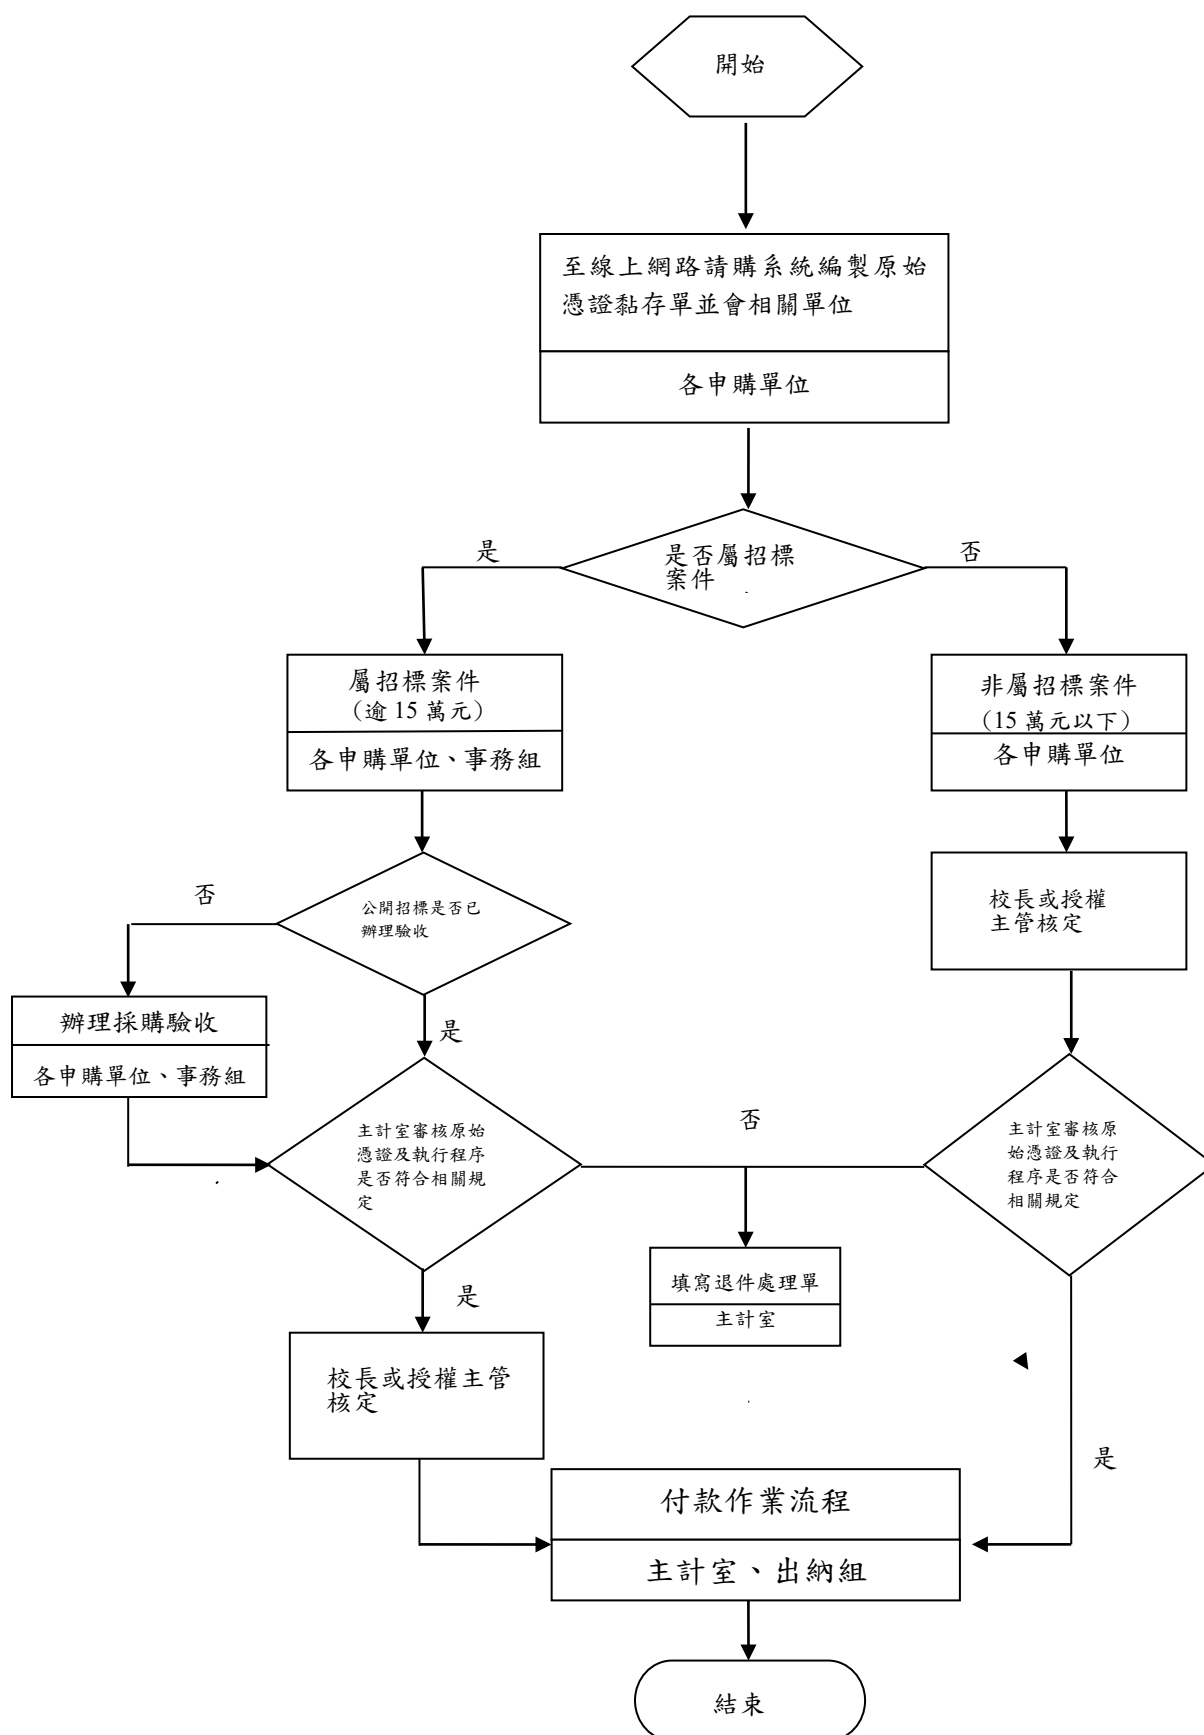 開始
至線上網路請購系統編製原始
憑證黏存單並會相關單位
各申購單位
是否屬招標
案件
是
否
屬招標案件
（逾 15 萬元）
各申購單位、事務組
非屬招標案件
（15 萬元以下）
各申購單位
公開招標是否已
辦理驗收
否
是
校長或授權
主管核定
辦理採購驗收
各申購單位、事務組
主計室審核原始
憑證及執行程序
是否符合相關規
定
否
主計室審核原
始憑證及執行
程序是否符合
相關規定
填寫退件處理單
主計室
是
校長或授權主管
核定
是
付款作業流程
主計室、出納組
結束